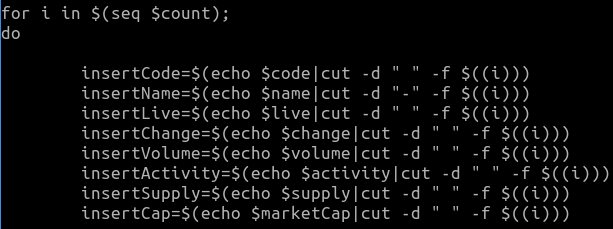 for i in $(seq $count);
do
insertCode=$(echo $code|cut -d " " -f $((i)))
insertName=$(echo $name|cut -d "-" -f $((i)))
insertLive=$(echo $live|cut -d " " -f $((i)))
insertChange=$(echo $change|cut -d " " -f $((i)))
insertVolume=$(echo $volume|cut -d " " -f $((i)))
insertActivity=$(echo $activity|cut -d " " -f $((i)))
insertSupply=$(echo $supply|cut -d " " -f $((i)))
insertCap=$(echo $marketCap|cut -d " " -f $((i)))